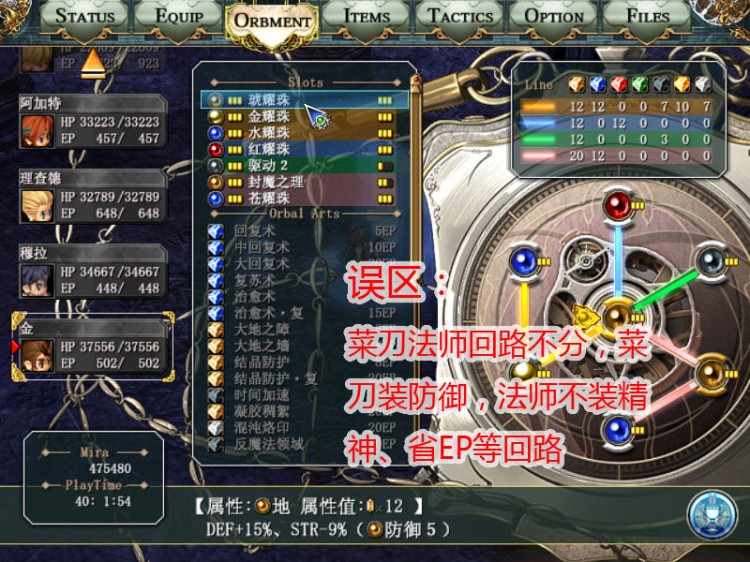 STATUS EQUIP ORBMENT ITEMS TACTICS OPTION FILES
EP 923
阿加特
HP 33223/33223
EP 457/ 457
理查德
HP 32789/32789
EP 648/ 648
穆拉
HP 34667/34667
EP 448/ 448
金
HP 37556/37556
EP 502/ 502
Mira
475480
PlayTime
40: 1:54
Slots
琥耀珠
金耀珠
水耀珠
红耀珠
驱动 2
封魔之理
苍耀珠
Orbal Arts
回复术 5EP
中回复术 10EP
大回复术
复苏术
治愈术
治愈术·复 15EP
大地之障
大地之墙
结晶防护
结晶防护·复
时间加速
凝胶稠絮
混沌烙印 20EP
反魔法领域
Line
12 12 0 0 7 10 7
12 0 12 0 0 0 0
12 0 0 0 3 0 0
20 12 0 0 0 0 0
误区：
菜刀法师回路不分，菜
刀装防御，法师不装精
神、省EP等回路
【属性:地 属性值:×12 】
DEF+15%、STR-9%（防御５）